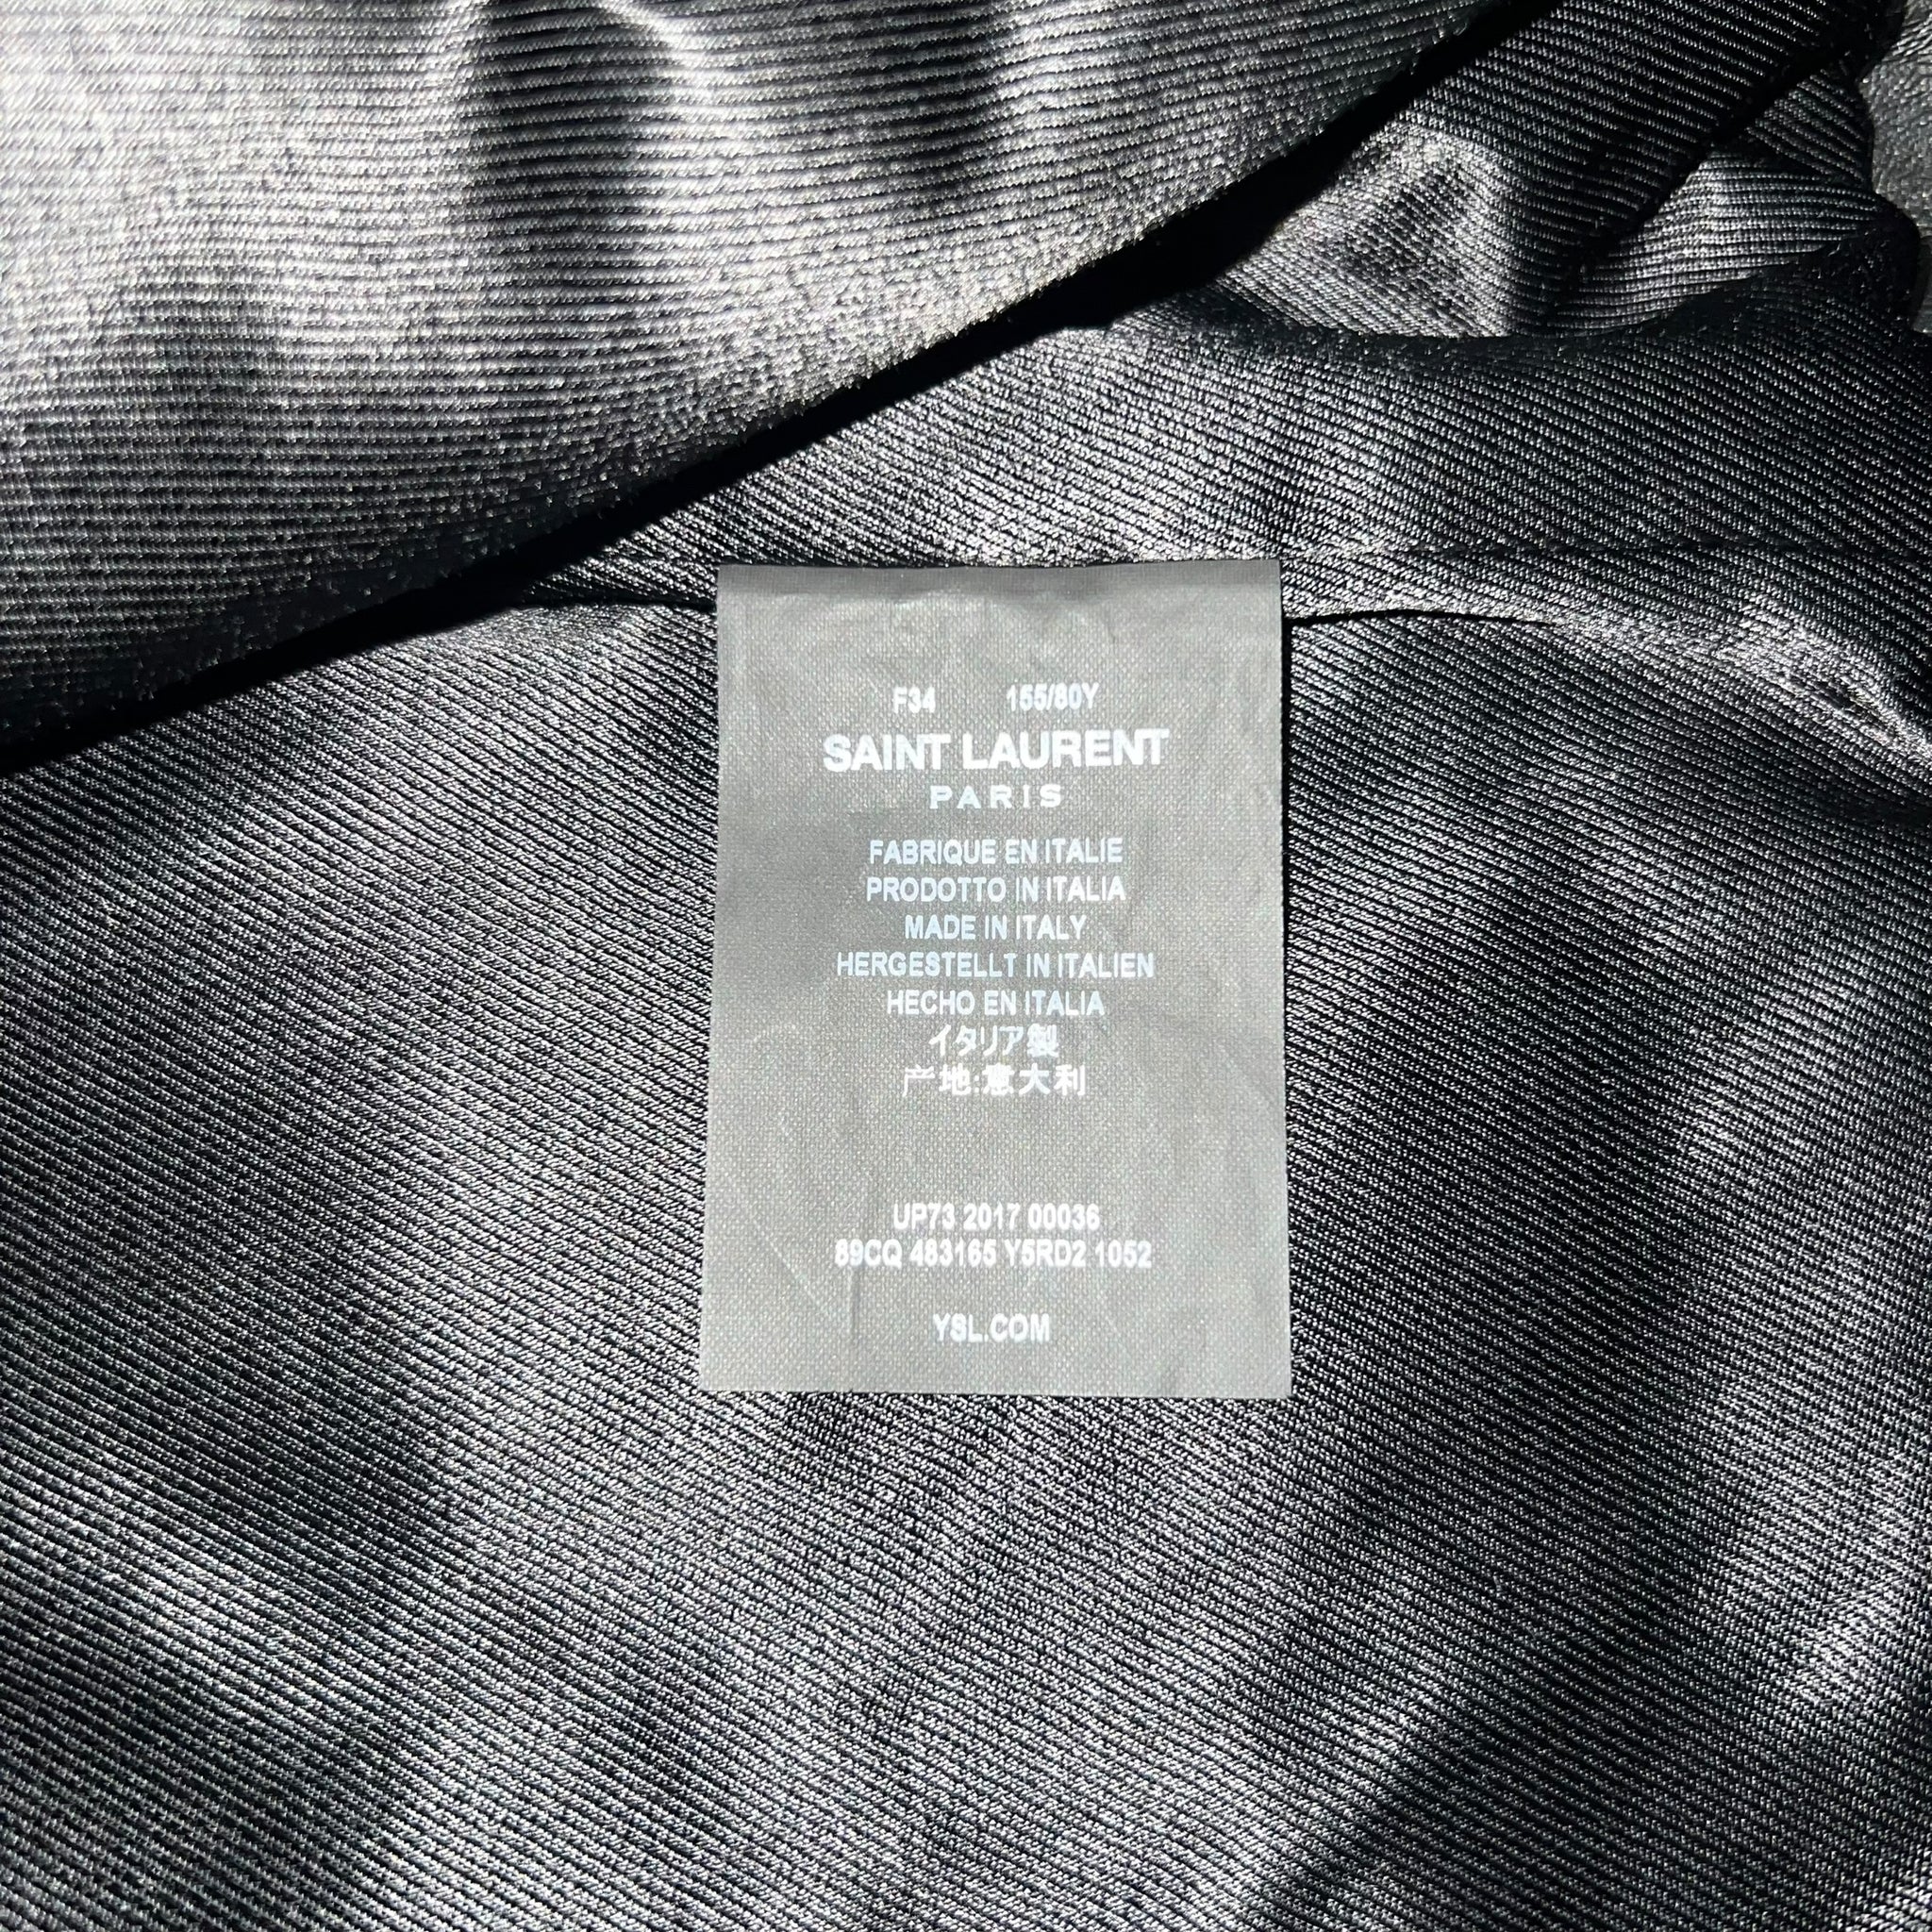 F34 155/80Y
SAINT LAURENT
PARIS
FABRIQUE EN ITALIE
PRODOTTO IN ITALIA
MADE IN ITALY
HERGESTELLT IN ITALIEN
HECHO EN ITALIA
イタリア製
产地:意大利
UP73 2017 00036
89CQ 483165 Y5RD2 1052
YSL.COM